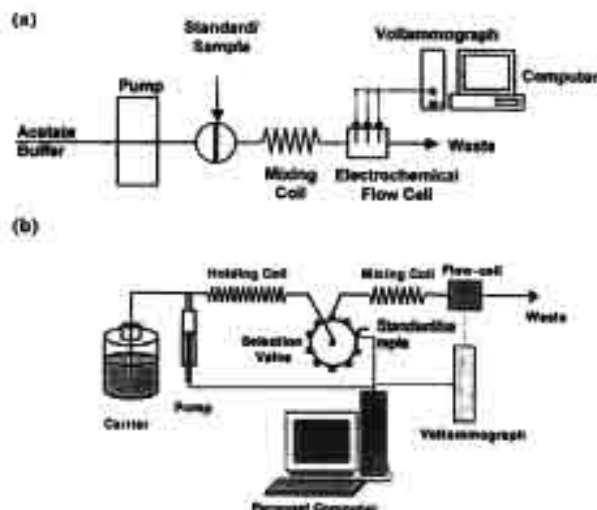 (a)
Standard/
Sample
Voltammograph
Computer
Pump
Acetate
Buffer
Mixing
Coil
Electrochemical
Flow Cell
Waste
(b)
Holding Coil
Mixing Coil
Flow-cell
Waste
Selection
Valve
Carrier
Pump
Voltammograph
Personal Computer